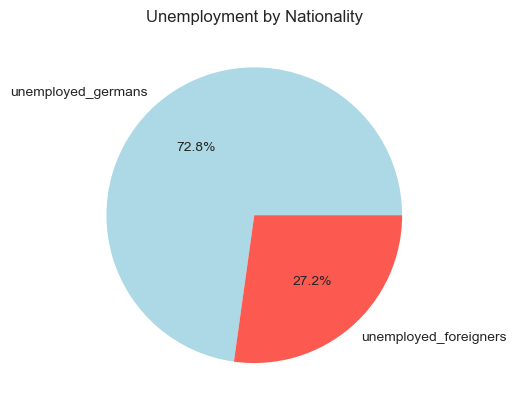 Unemployment by Nationality
unemployed_germans
72.8%
27.2%
unemployed_foreigners